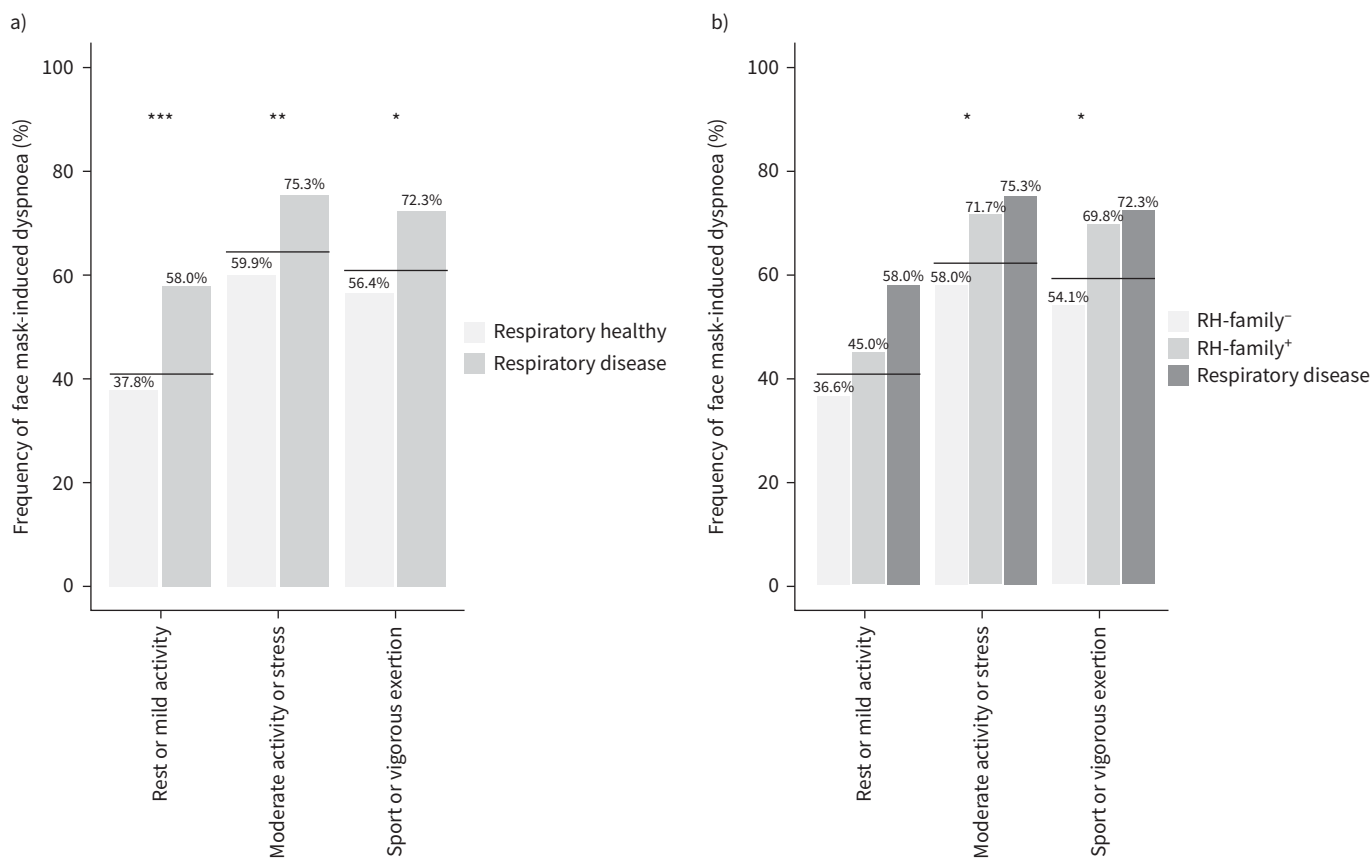 a)
Frequency of face mask-induced dyspnoea (%)
100
80
60
40
20
0
***
**
*
37.8%
58.0%
59.9%
75.3%
56.4%
72.3%
Rest or mild activity
Moderate activity or stress
Sport or vigorous exertion
Respiratory healthy
Respiratory disease
b)
Frequency of face mask-induced dyspnoea (%)
100
80
60
40
20
0
*
*
36.6%
45.0%
58.0%
58.0%
71.7%
75.3%
54.1%
69.8%
72.3%
Rest or mild activity
Moderate activity or stress
Sport or vigorous exertion
RH-family⁻
RH-family⁺
Respiratory disease